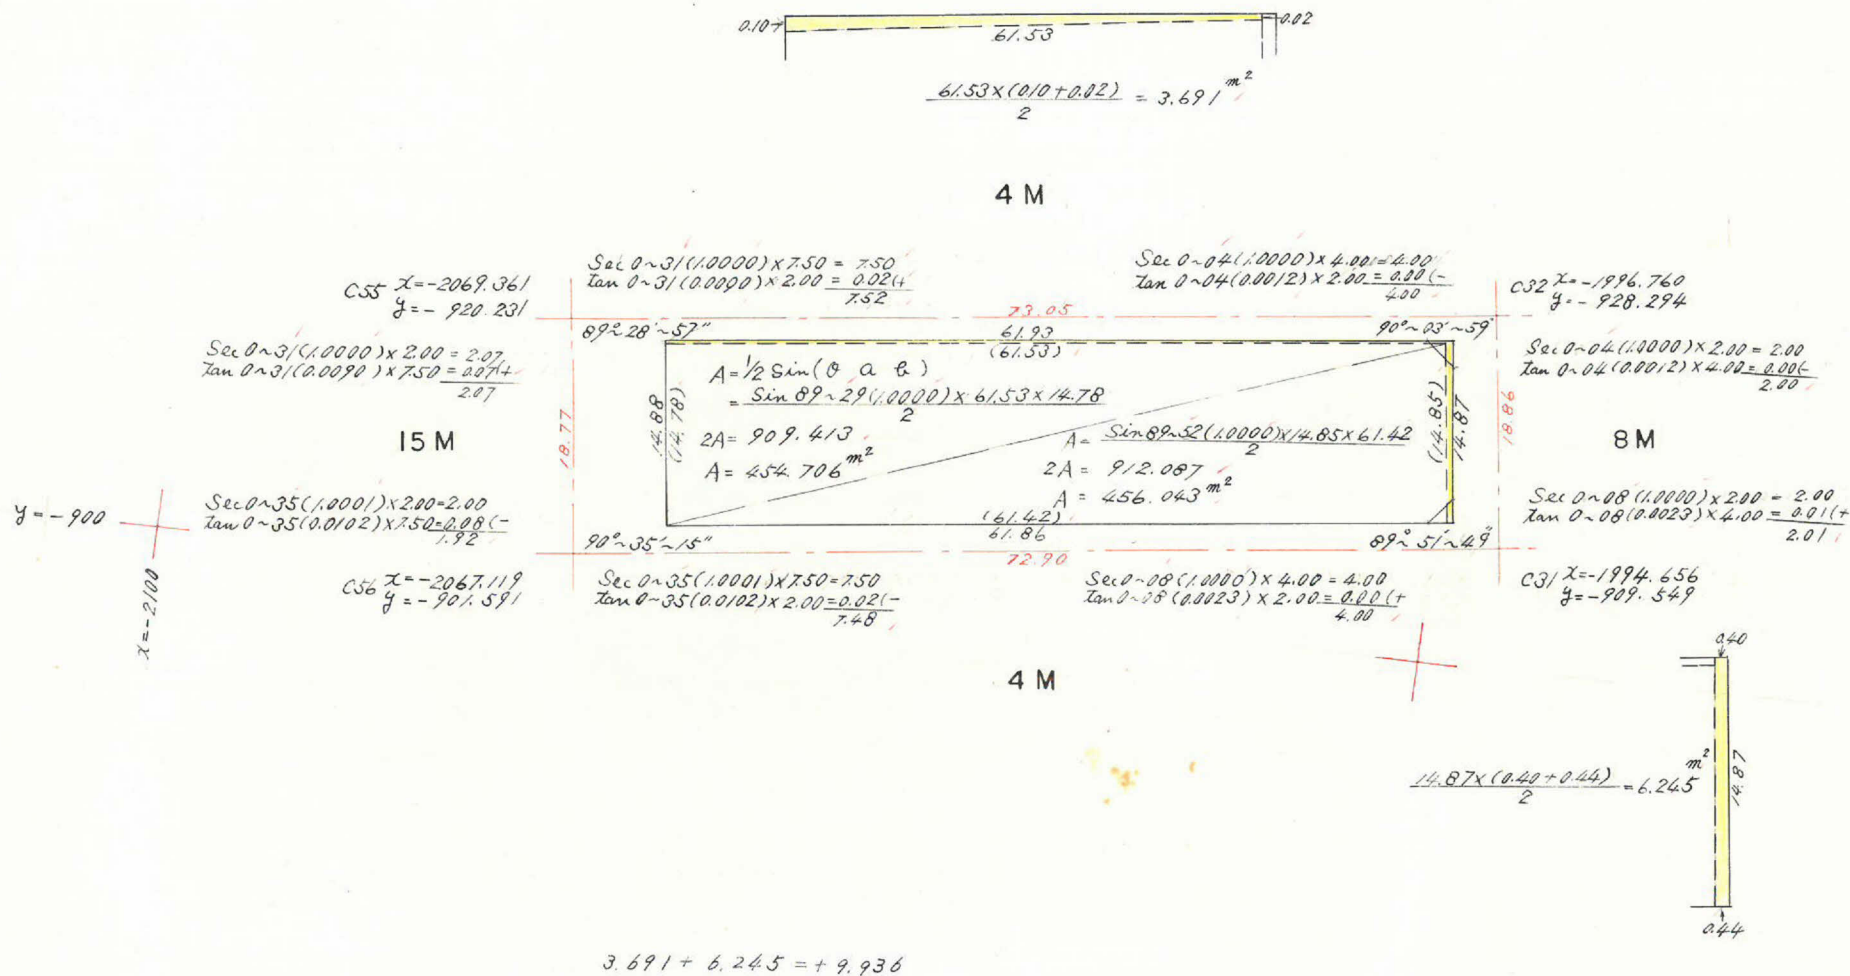 0.10
0.02
61.53
61.53×(0.10+0.02) / 2 = 3.691 m²
4 M
Sec 0~31(1.0000)×7.50 = 7.50
tan 0~31(0.0090)×2.00 = 0.02(+
7.52
Sec 0~04(1.0000)×4.00=4.00
tan 0~04(0.0012)×2.00 = 0.00(-
4.00
C55 x=-2069.361
y=- 920.231
C32 x=-1996.760
y=- 928.294
73.05
89°~28'~57"
61.93
(61.53)
90°~03'~59"
Sec 0~31(1.0000)×2.00 = 2.07
tan 0~31(0.0090)×7.50 = 0.07(+
2.07
Sec 0~04(1.0000)×2.00 = 2.00
tan 0~04(0.0012)×4.00 = 0.00(-
2.00
A=1/2 Sin(θ a b)
= Sin 89~29(1.0000)×61.53×14.78 / 2
2A= 909.413
A= 454.706 m²
A= Sin89~52(1.0000)×14.85×61.42 / 2
2A= 912.087
A= 456.043 m²
15 M
18.77
14.88
(14.78)
(14.85)
14.87
18.86
8 M
y=-900
x=-2100
Sec 0~35(1.0001)×2.00=2.00
tan 0~35(0.0102)×7.50=0.08(-
1.92
Sec 0~08(1.0000)×2.00 = 2.00
tan 0~08(0.0023)×4.00 = 0.01(+
2.01
(61.42)
61.86
90°~35'~15"
89°~51'~49"
72.90
C56 x=-2067.119
y=-901.591
Sec 0~35(1.0001)×7.50=7.50
tan 0~35(0.0102)×2.00=0.02(-
7.48
Sec 0~08(1.0000)×4.00 = 4.00
tan 0~08(0.0023)×2.00 = 0.00(+
4.00
C31 x=-1994.656
y=-909.549
4 M
0.40
14.87×(0.40+0.44) / 2 = 6.245 m²
14.87
0.44
3.691 + 6.245 = + 9.936